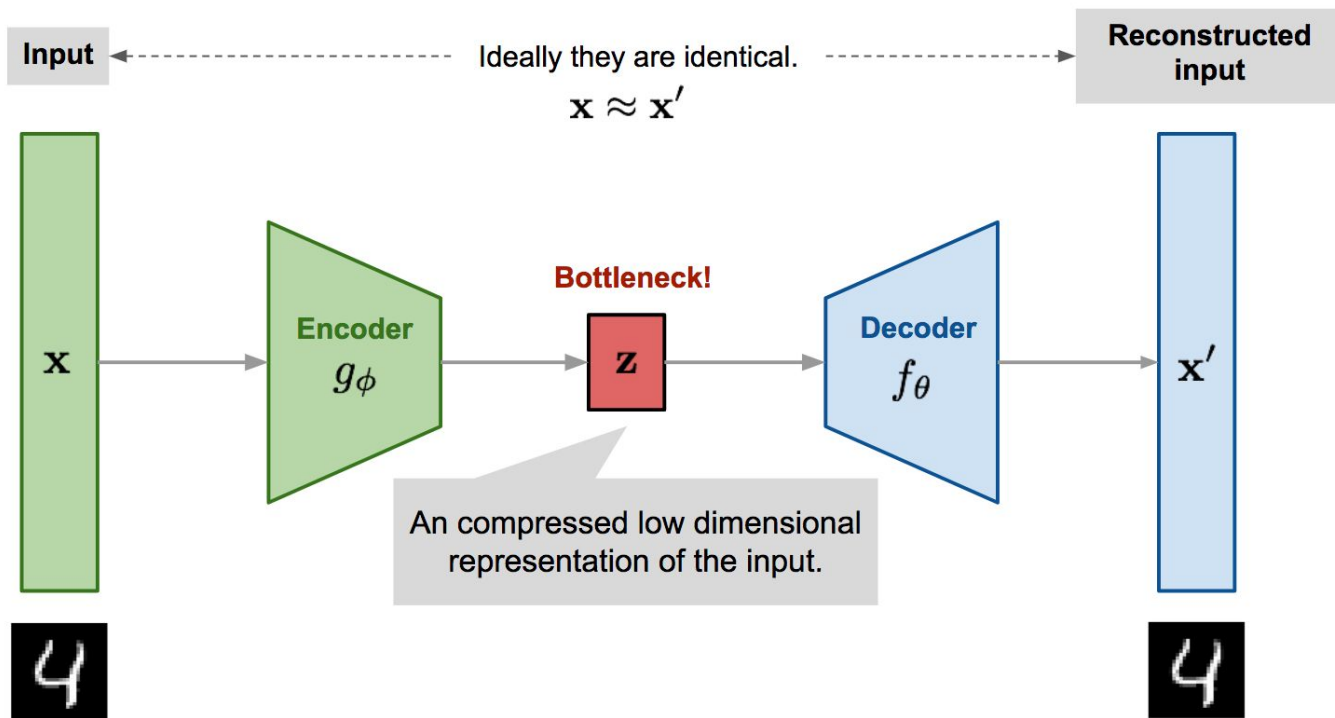 Input
Ideally they are identical.
x ≈ x′
Reconstructed
input
Bottleneck!
x
Encoder
gϕ
z
Decoder
fθ
x′
An compressed low dimensional
representation of the input.
4
4